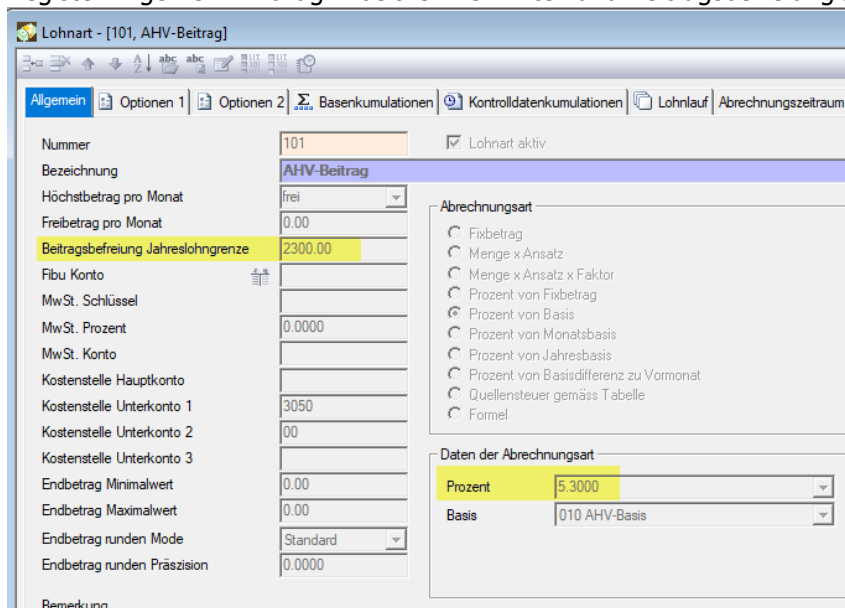 Lohnart - [101, AHV-Beitrag]
Allgemein Optionen 1 Optionen 2 Basenkumulationen Kontrolldatenkumulationen Lohnlauf Abrechnungszeitraum
Nummer 101 Lohnart aktiv
Bezeichnung AHV-Beitrag
Höchstbetrag pro Monat frei
Freibetrag pro Monat 0.00
Beitragsbefreiung Jahreslohngrenze 2300.00
Fibu Konto
MwSt. Schlüssel
MwSt. Prozent 0.0000
MwSt. Konto
Kostenstelle Hauptkonto
Kostenstelle Unterkonto 1 3050
Kostenstelle Unterkonto 2 00
Kostenstelle Unterkonto 3
Endbetrag Minimalwert 0.00
Endbetrag Maximalwert 0.00
Endbetrag runden Mode Standard
Endbetrag runden Präszision 0.0000
Bemerkung
Abrechnungsart
Fixbetrag
Menge x Ansatz
Menge x Ansatz x Faktor
Prozent von Fixbetrag
Prozent von Basis
Prozent von Monatsbasis
Prozent von Jahresbasis
Prozent von Basisdifferenz zu Vormonat
Quellensteuer gemäss Tabelle
Formel
Daten der Abrechnungsart
Prozent 5.3000
Basis 010 AHV-Basis